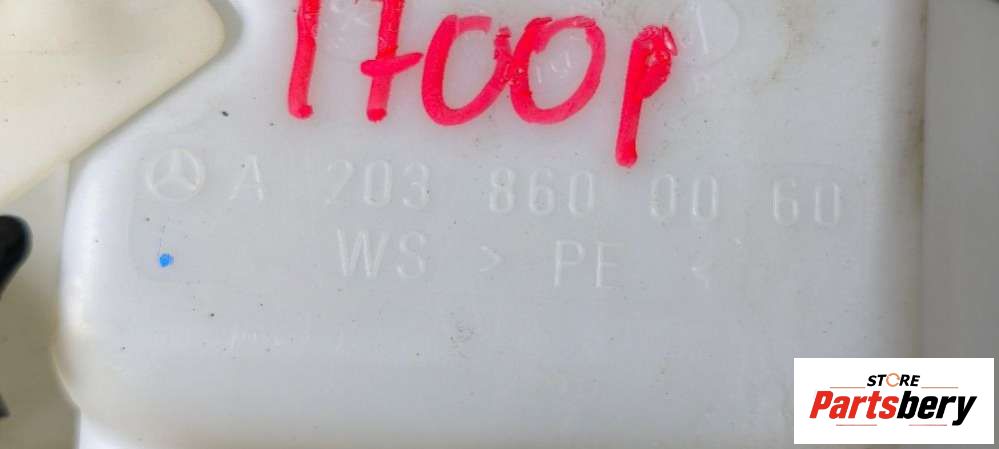 1700р
A 203 860 00 60
WS > PE <
STORE
Partsbery